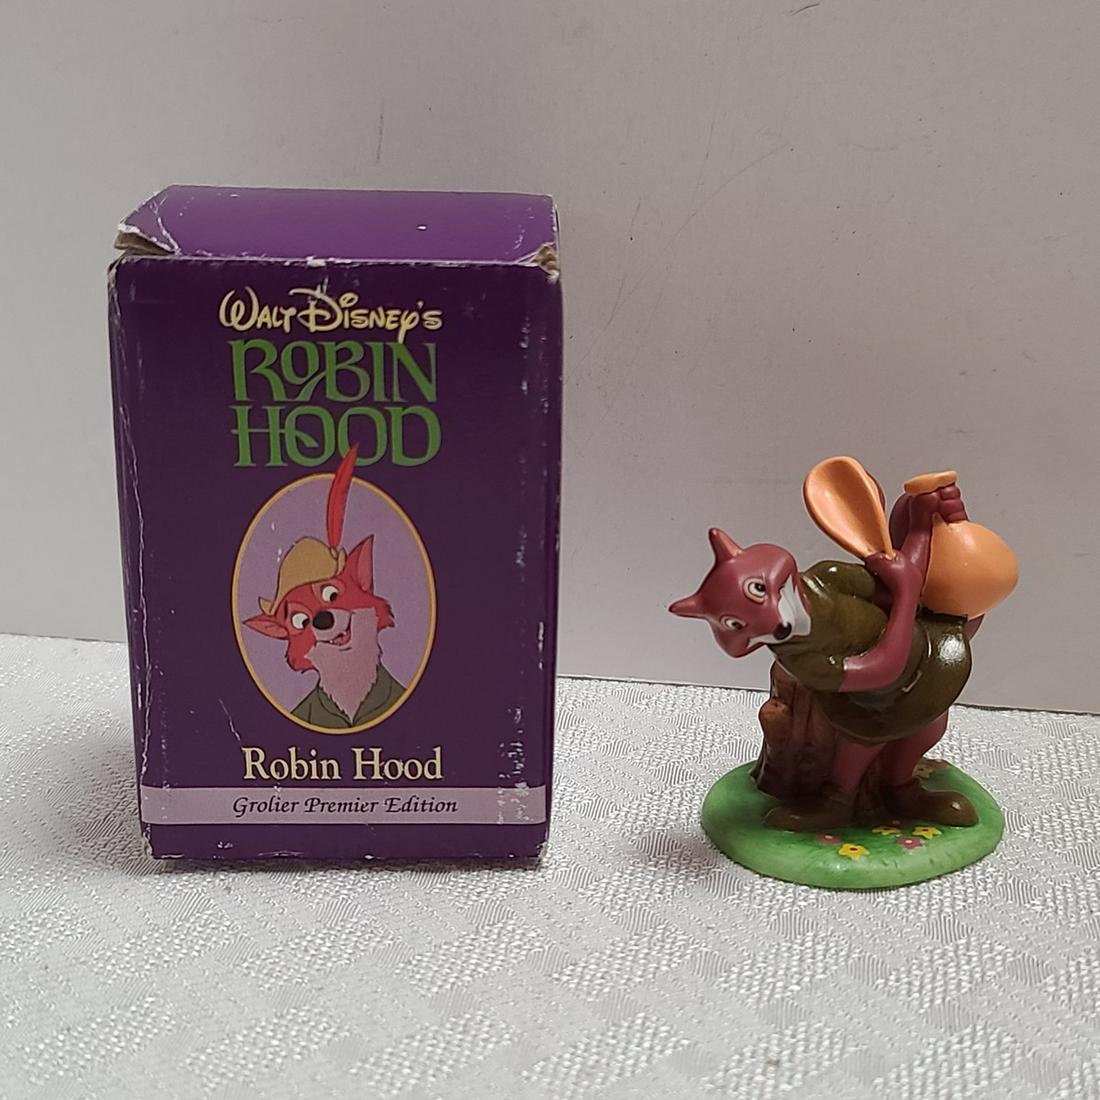 WALT DISNEY'S
ROBIN
HOOD
Robin Hood
Grolier Premier Edition